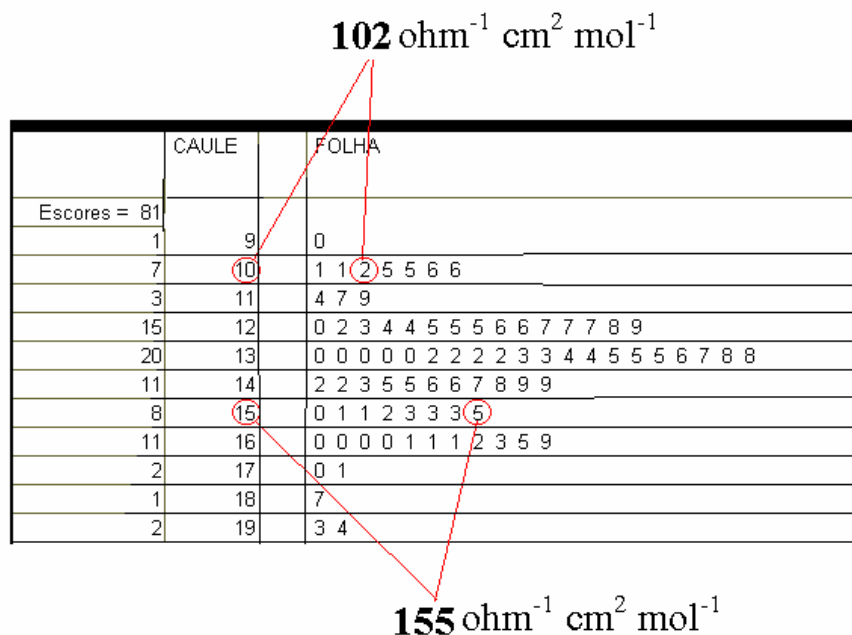 102 ohm⁻¹ cm² mol⁻¹
CAULE FOLHA
Escores = 81
1 9 0
7 10 1 1 2 5 5 6 6
3 11 4 7 9
15 12 0 2 3 4 4 5 5 5 6 6 7 7 7 8 9
20 13 0 0 0 0 0 2 2 2 2 3 3 4 4 5 5 5 6 7 8 8
11 14 2 2 3 5 5 6 6 7 8 9 9
8 15 0 1 1 2 3 3 3 5
11 16 0 0 0 0 1 1 1 2 3 5 9
2 17 0 1
1 18 7
2 19 3 4
155 ohm⁻¹ cm² mol⁻¹